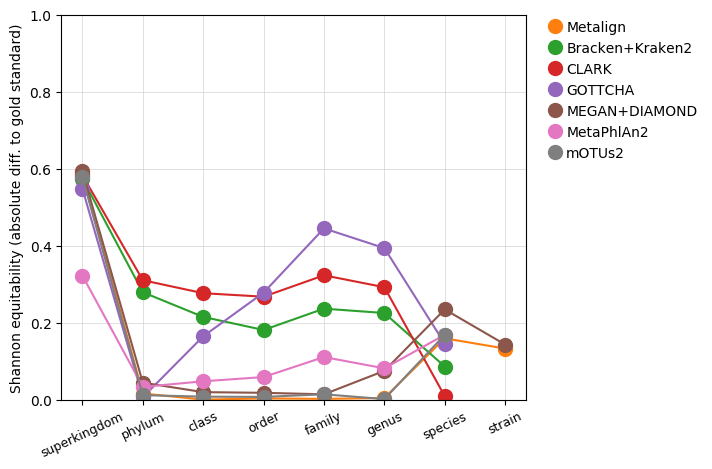 Shannon equitability (absolute diff. to gold standard)
1.0
0.8
0.6
0.4
0.2
0.0
superkingdom
phylum
class
order
family
genus
species
strain
Metalign
Bracken+Kraken2
CLARK
GOTTCHA
MEGAN+DIAMOND
MetaPhlAn2
mOTUs2